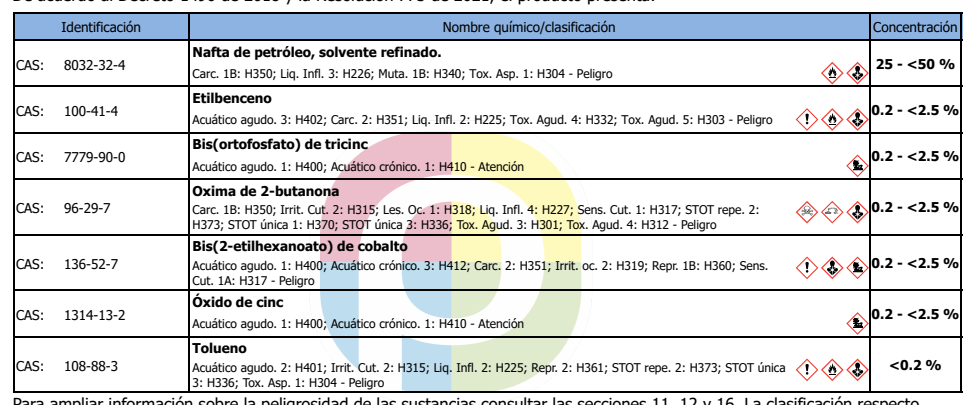 De acuerdo al Decreto 1496 de 2018 y la Resolución 773 de 2021, el producto presenta:
Identificación Nombre químico/clasificación Concentración
CAS: 8032-32-4 Nafta de petróleo, solvente refinado. 25 - <50 %
Carc. 1B: H350; Liq. Infl. 3: H226; Muta. 1B: H340; Tox. Asp. 1: H304 - Peligro
CAS: 100-41-4 Etilbenceno 0.2 - <2.5 %
Acuático agudo. 3: H402; Carc. 2: H351; Liq. Infl. 2: H225; Tox. Agud. 4: H332; Tox. Agud. 5: H303 - Peligro
CAS: 7779-90-0 Bis(ortofosfato) de tricinc 0.2 - <2.5 %
Acuático agudo. 1: H400; Acuático crónico. 1: H410 - Atención
CAS: 96-29-7 Oxima de 2-butanona 0.2 - <2.5 %
Carc. 1B: H350; Irrit. Cut. 2: H315; Les. Oc. 1: H318; Liq. Infl. 4: H227; Sens. Cut. 1: H317; STOT repe. 2:
H373; STOT única 1: H370; STOT única 3: H336; Tox. Agud. 3: H301; Tox. Agud. 4: H312 - Peligro
CAS: 136-52-7 Bis(2-etilhexanoato) de cobalto 0.2 - <2.5 %
Acuático agudo. 1: H400; Acuático crónico. 3: H412; Carc. 2: H351; Irrit. oc. 2: H319; Repr. 1B: H360; Sens.
Cut. 1A: H317 - Peligro
CAS: 1314-13-2 Óxido de cinc 0.2 - <2.5 %
Acuático agudo. 1: H400; Acuático crónico. 1: H410 - Atención
CAS: 108-88-3 Tolueno <0.2 %
Acuático agudo. 2: H401; Irrit. Cut. 2: H315; Liq. Infl. 2: H225; Repr. 2: H361; STOT repe. 2: H373; STOT única
3: H336; Tox. Asp. 1: H304 - Peligro
Para ampliar información sobre la peligrosidad de las sustancias consultar las secciones 11, 12 y 16. La clasificación respecto